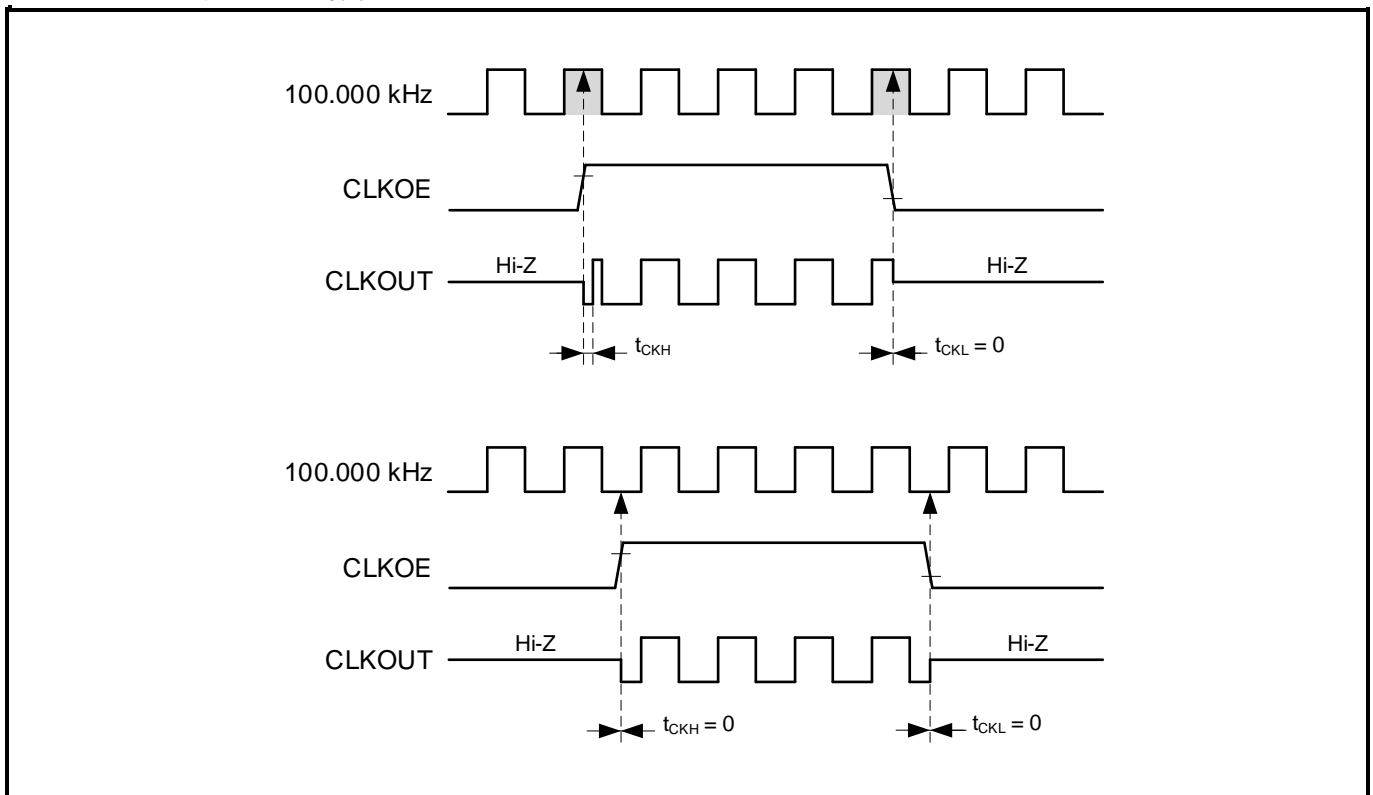 100.000 kHz
CLKOE
Hi-Z
Hi-Z
CLKOUT
tCKH
tCKL = 0
100.000 kHz
CLKOE
Hi-Z
Hi-Z
CLKOUT
tCKH = 0
tCKL = 0